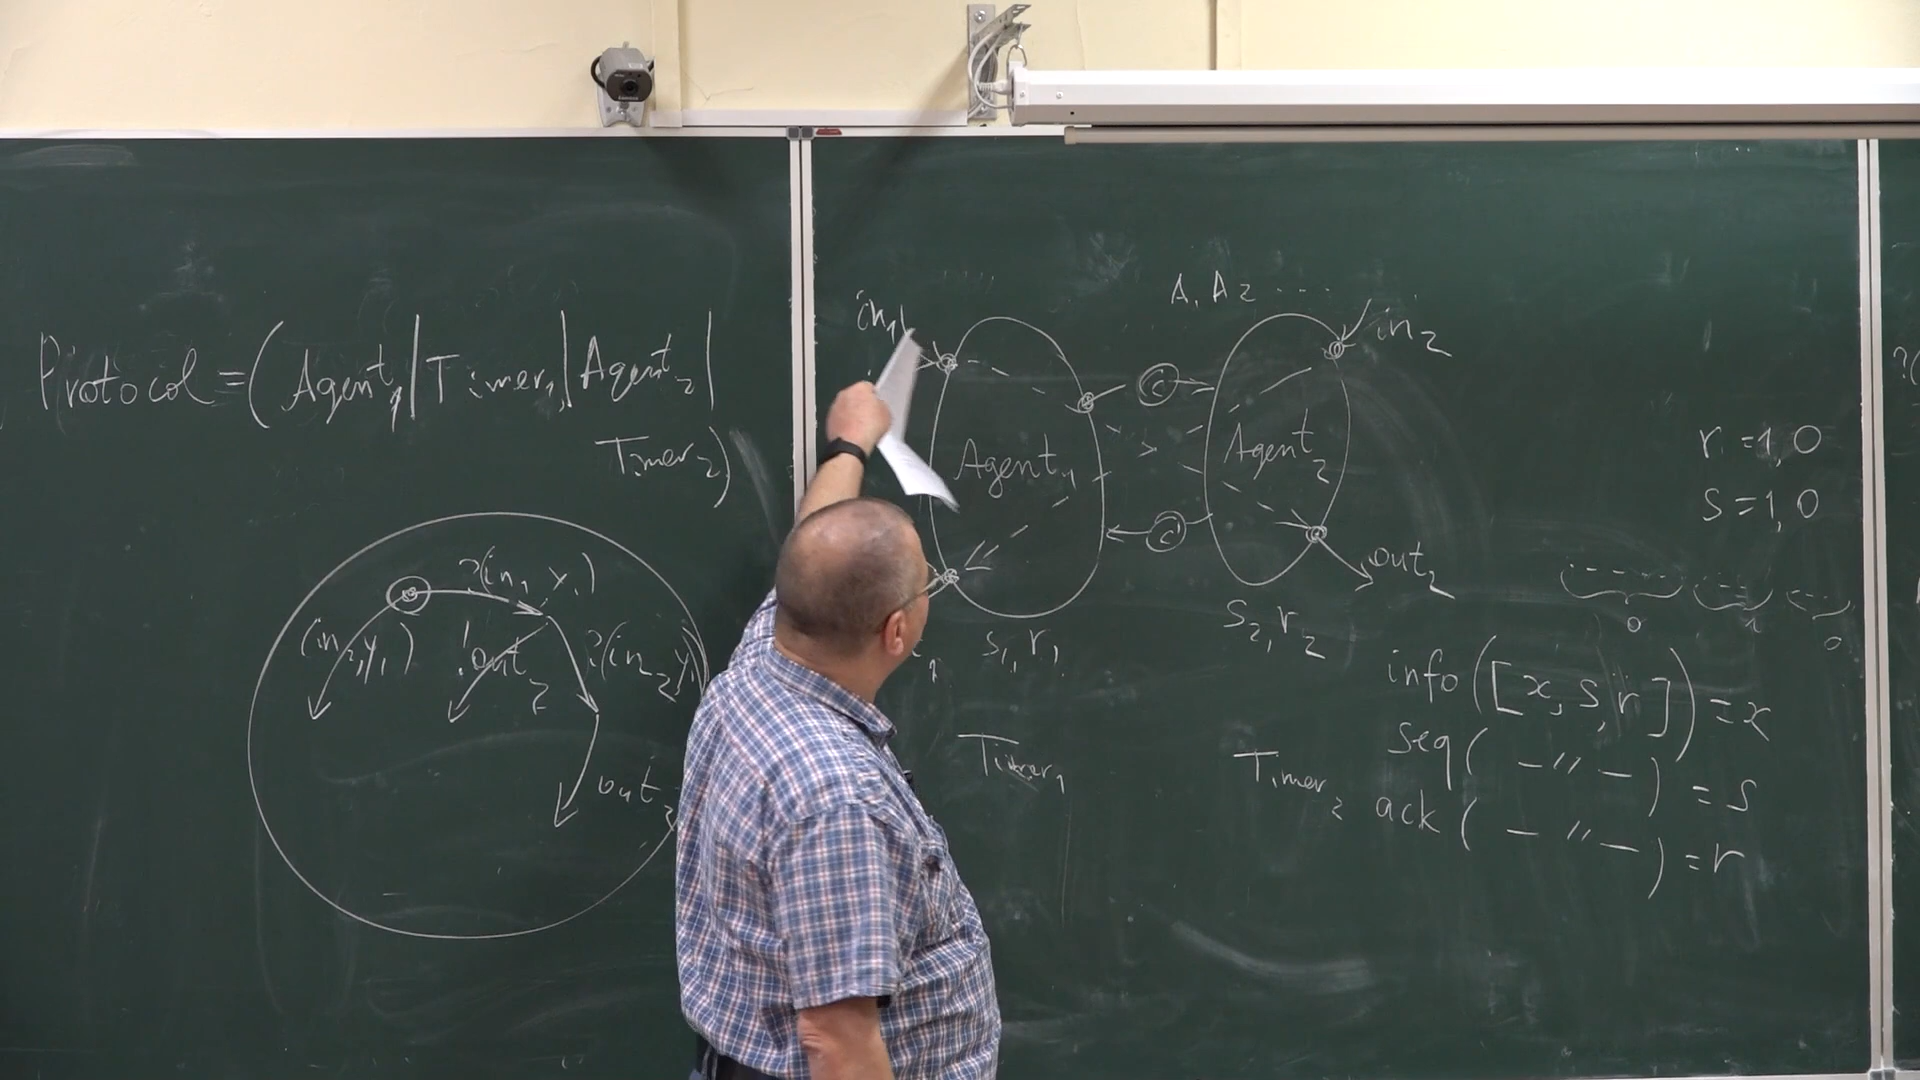 Protocol = ( Agent₁ | Timer₁ | Agent₂ |
Timer₂ )
?(in₁, y₁)
(in₂, y₁)
!out₂
?(in₂ y₁)
out₂
in₁
A₁ A₂ ....
in₂
C
Agent₁
Agent₂
C
out₂
s₁, r₁
s₂, r₂
Timer₁
Timer₂
r = 1, 0
s = 1, 0
0 1 0
info([x, s, r]) = x
seq( – " – ) = s
ack( – " – ) = r
?(